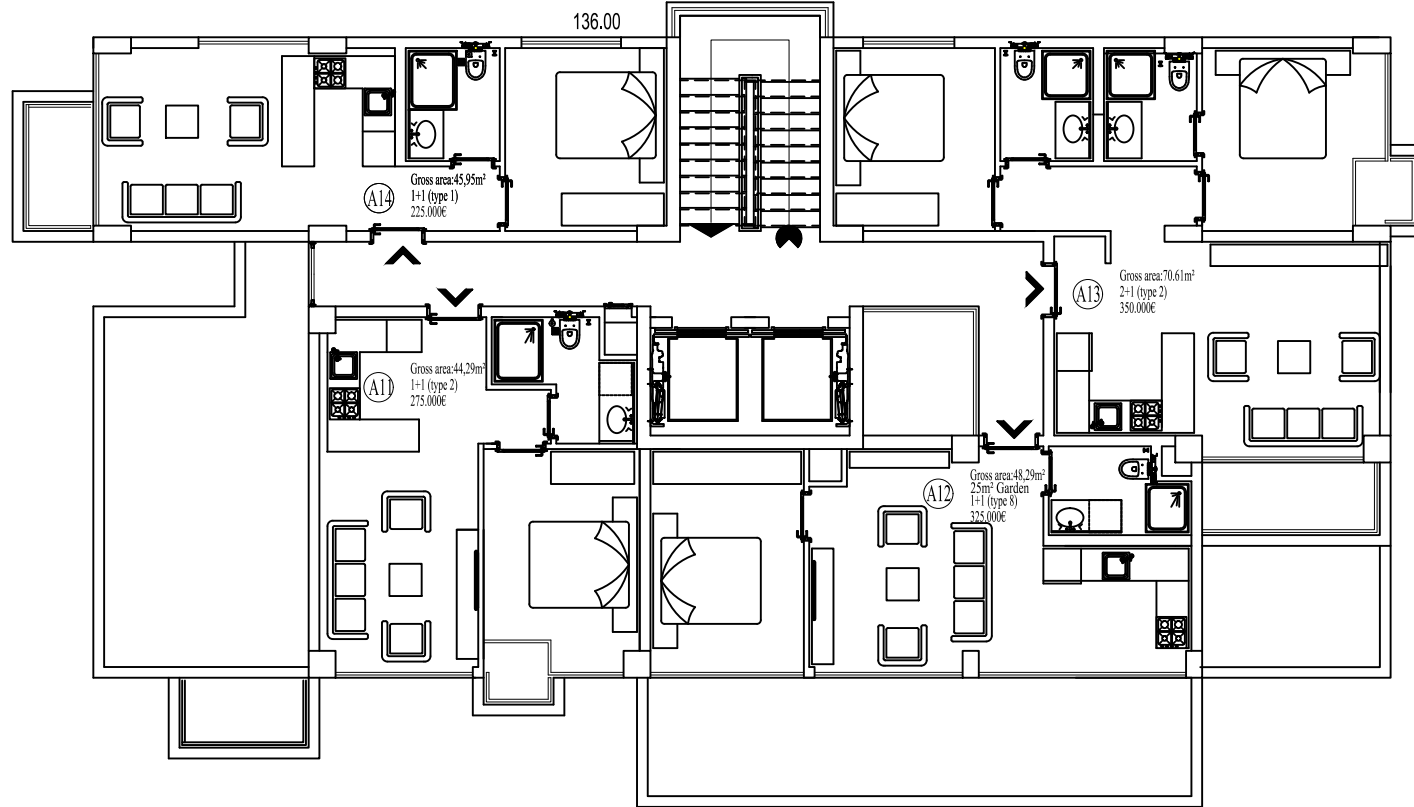 136.00
A14
Gross area:45,95m²
1+1 (type 1)
225.000€
A13
Gross area:70.61m²
2+1 (type 2)
350.000€
A11
Gross area:44,29m²
1+1 (type 2)
275.000€
A12
Gross area:48,29m²
25m² Garden
1+1 (type 8)
325.000€